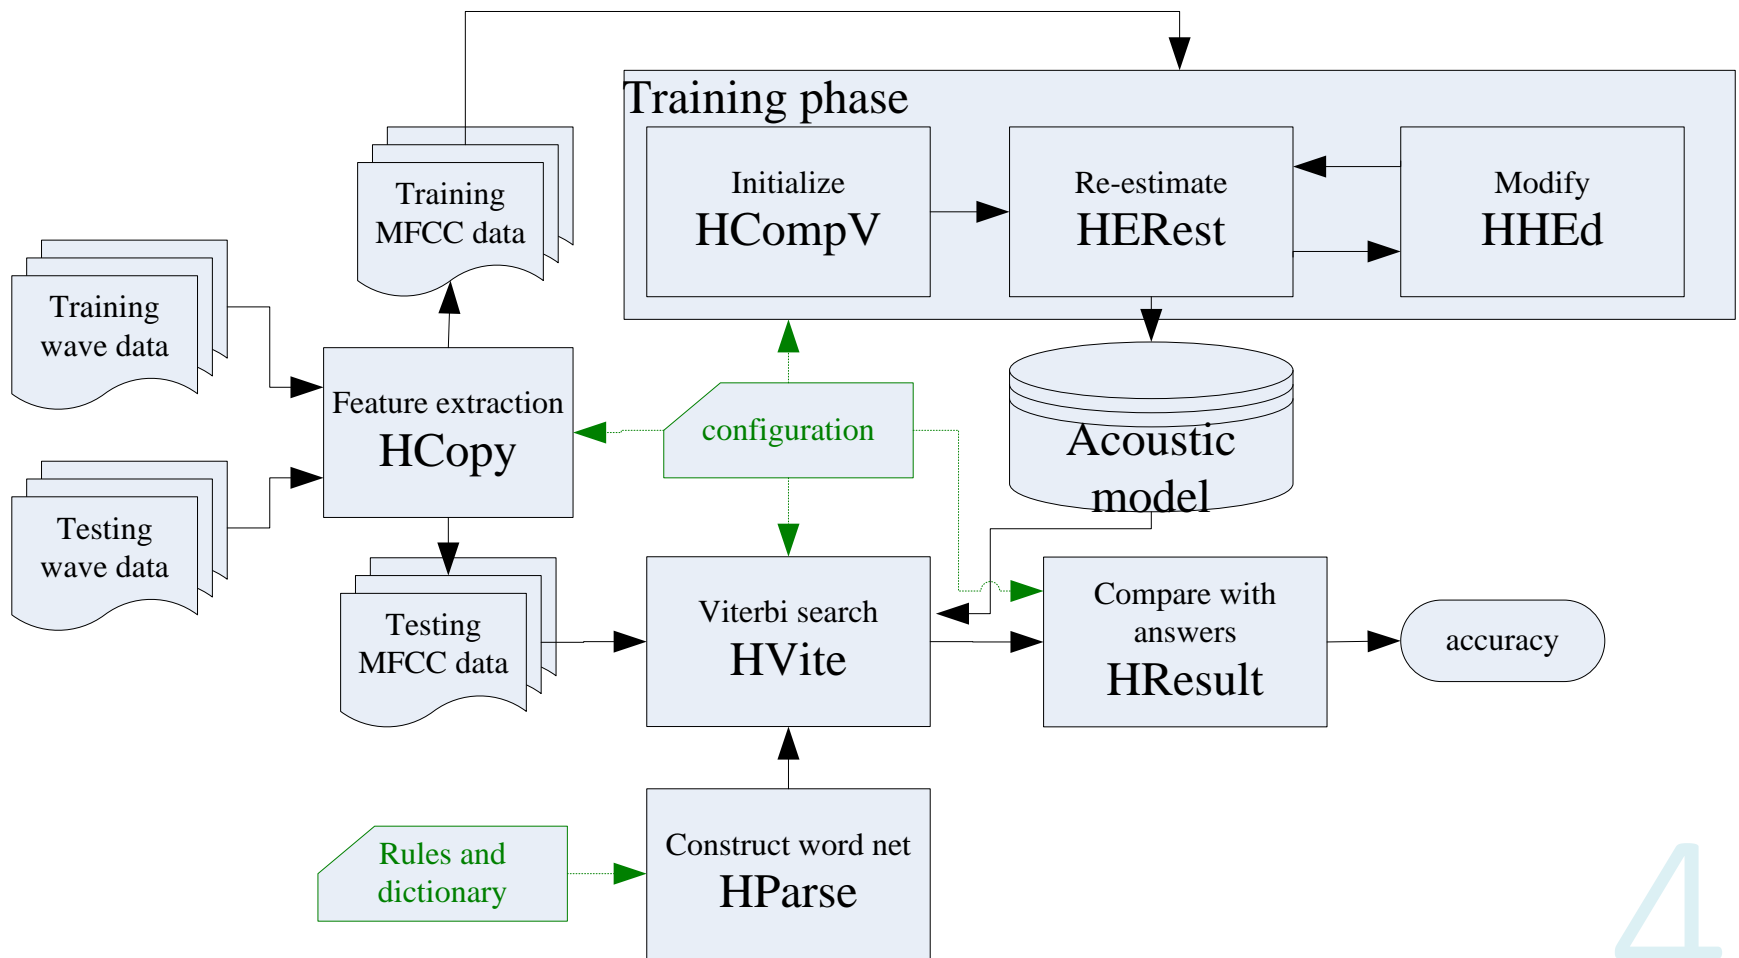 Training phase
Initialize
HCompV
Re-estimate
HERest
Modify
HHEd
Training
MFCC data
Training
wave data
Feature extraction
HCopy
configuration
Acoustic
model
Testing
wave data
Testing
MFCC data
Viterbi search
HVite
Compare with
answers
HResult
accuracy
Rules and
dictionary
Construct word net
HParse
4